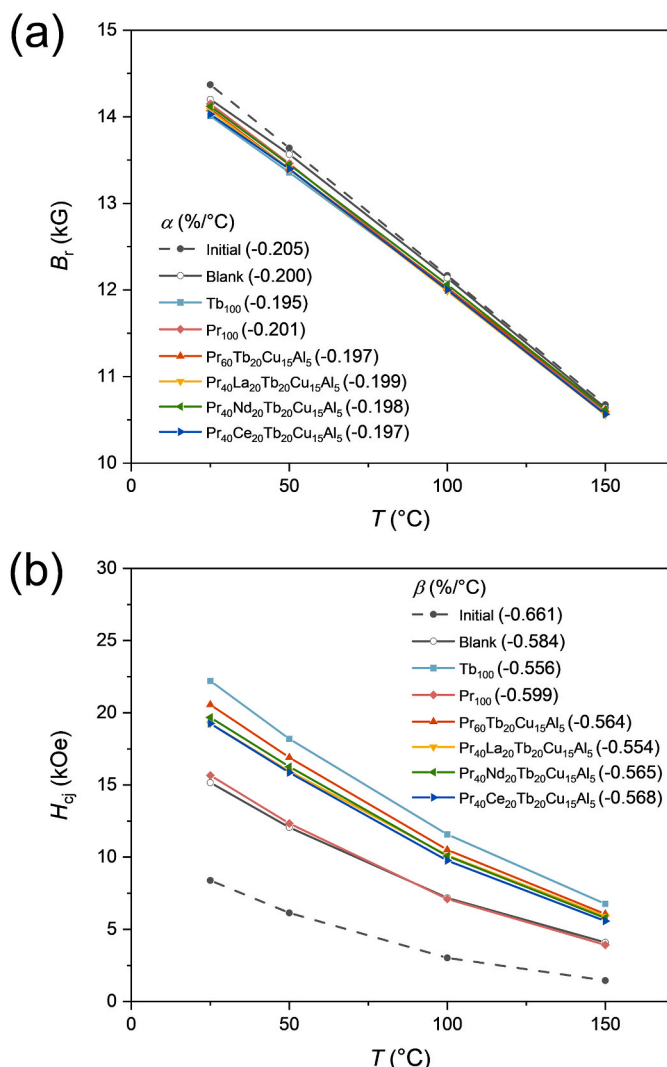 (a)
15
14
13
12
11
10
B_r (kG)
α (%/°C)
Initial (-0.205)
Blank (-0.200)
Tb₁₀₀ (-0.195)
Pr₁₀₀ (-0.201)
Pr₆₀Tb₂₀Cu₁₅Al₅ (-0.197)
Pr₄₀La₂₀Tb₂₀Cu₁₅Al₅ (-0.199)
Pr₄₀Nd₂₀Tb₂₀Cu₁₅Al₅ (-0.198)
Pr₄₀Ce₂₀Tb₂₀Cu₁₅Al₅ (-0.197)
0 50 100 150
T (°C)
(b)
30
25
20
15
10
5
0
H_cj (kOe)
β (%/°C)
Initial (-0.661)
Blank (-0.584)
Tb₁₀₀ (-0.556)
Pr₁₀₀ (-0.599)
Pr₆₀Tb₂₀Cu₁₅Al₅ (-0.564)
Pr₄₀La₂₀Tb₂₀Cu₁₅Al₅ (-0.554)
Pr₄₀Nd₂₀Tb₂₀Cu₁₅Al₅ (-0.565)
Pr₄₀Ce₂₀Tb₂₀Cu₁₅Al₅ (-0.568)
0 50 100 150
T (°C)